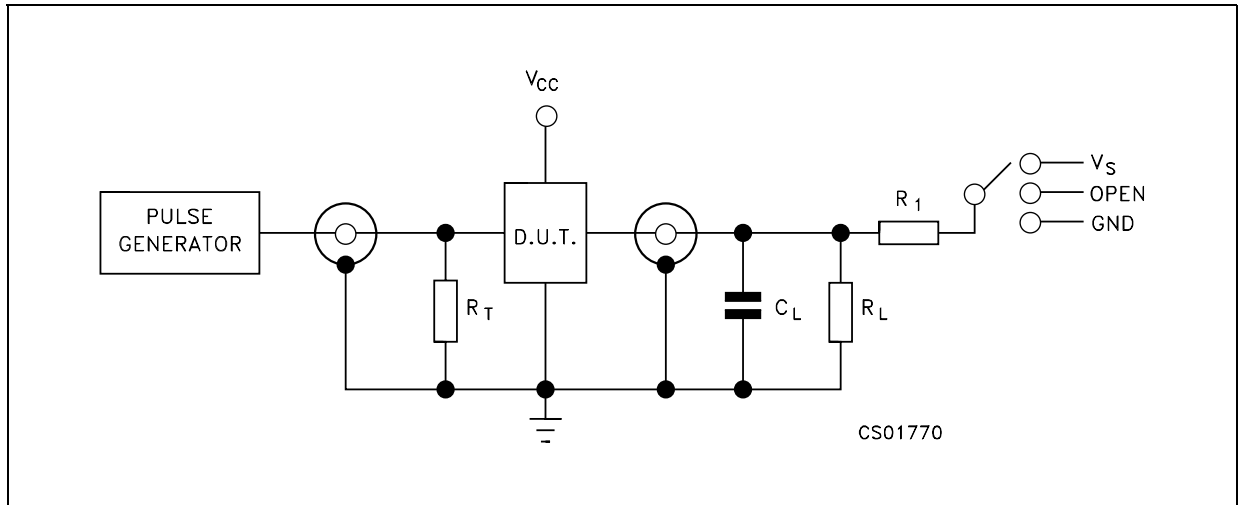 VCC
PULSE
GENERATOR
D.U.T.
RT
CL
RL
R1
VS
OPEN
GND
CS01770